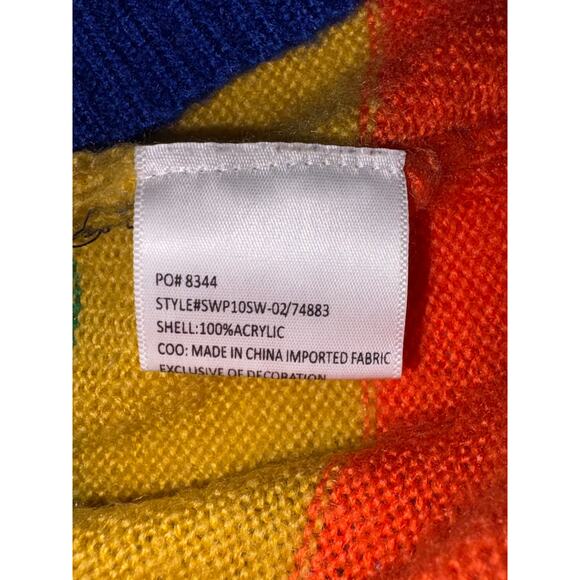 PO# 8344
STYLE#SWP10SW-02/74883
SHELL:100%ACRYLIC
COO: MADE IN CHINA IMPORTED FABRIC
EXCLUSIVE OF DECORATION